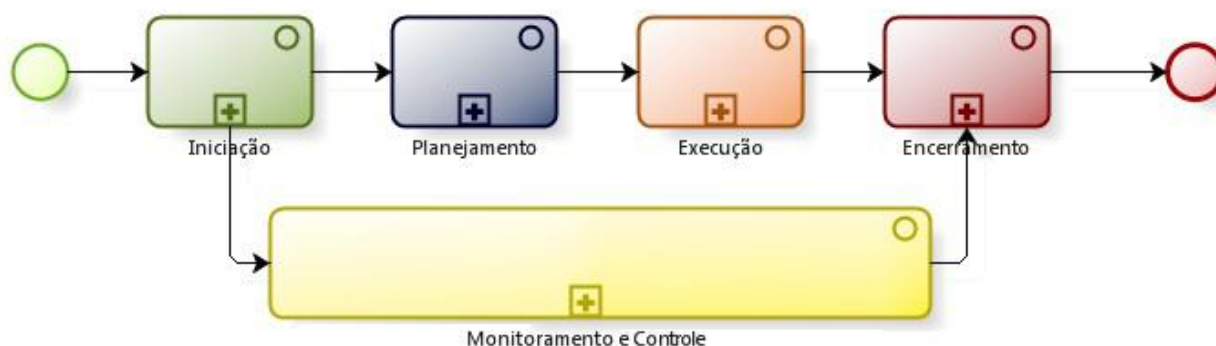 Iniciação
Planejamento
Execução
Encerramento
Monitoramento e Controle